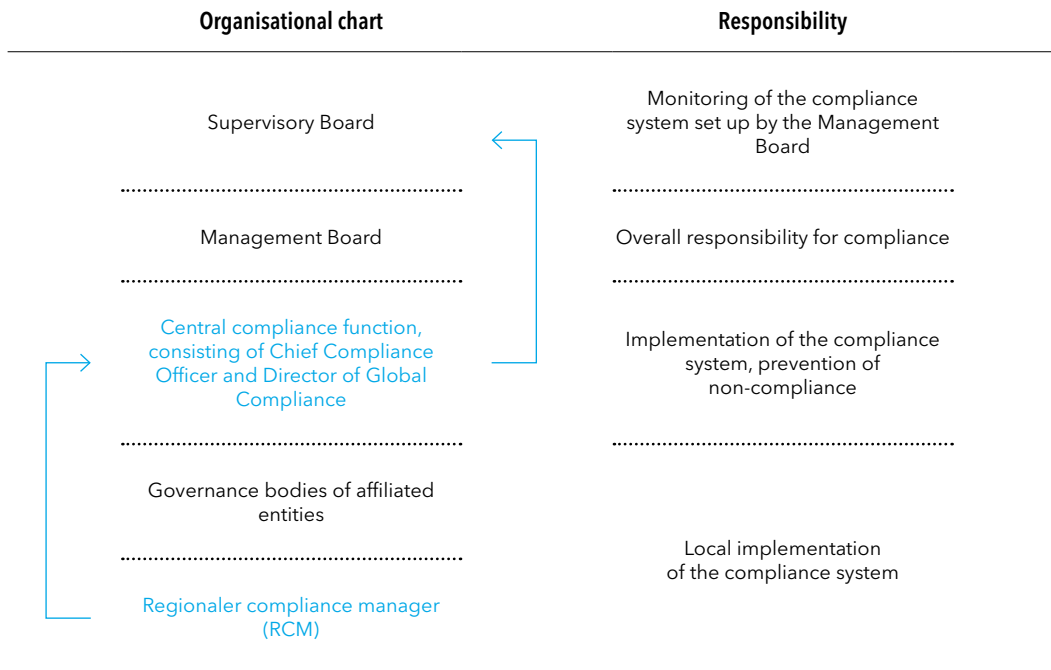 Organisational chart
Responsibility
Supervisory Board
Monitoring of the compliance
system set up by the Management
Board
Management Board
Overall responsibility for compliance
Central compliance function,
consisting of Chief Compliance
Officer and Director of Global
Compliance
Implementation of the compliance
system, prevention of
non-compliance
Governance bodies of affiliated
entities
Regionaler compliance manager
(RCM)
Local implementation
of the compliance system